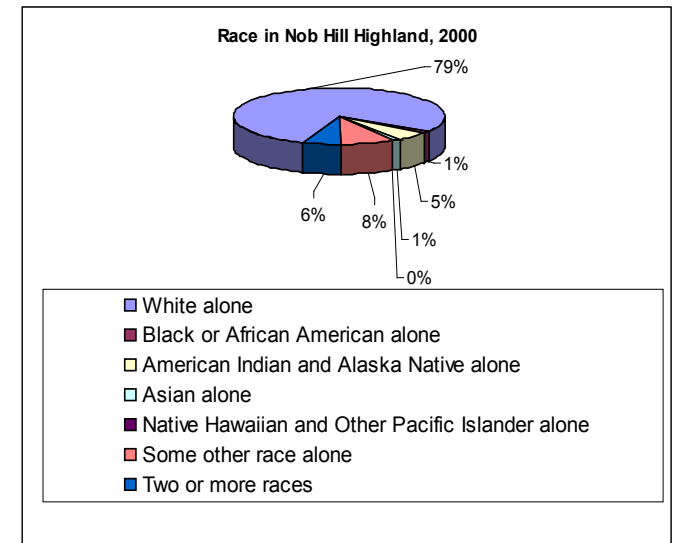 Race in Nob Hill Highland, 2000
79%
1%
5%
6%
8%
1%
0%
White alone
Black or African American alone
American Indian and Alaska Native alone
Asian alone
Native Hawaiian and Other Pacific Islander alone
Some other race alone
Two or more races